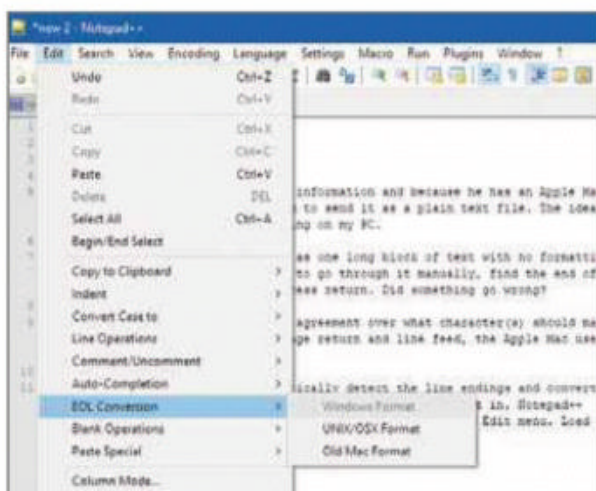 *new 2 - Notepad++
File Edit Search View Encoding Language Settings Macro Run Plugins Window ?
Undo Ctrl+Z
Redo Ctrl+Y
Cut Ctrl+X
Copy Ctrl+C
Paste Ctrl+V
Delete DEL
Select All Ctrl+A
Begin/End Select
Copy to Clipboard
Indent
Convert Case to
Line Operations
Comment/Uncomment
Auto-Completion
EOL Conversion
Blank Operations
Paste Special
Column Mode...
Windows Format
UNIX/OSX Format
Old Mac Format
information and because he has an Apple Ma
to send it as a plain text file. The idea
ng on my PC.
as one long block of text with no formatti
to go through it manually, find the end of
ess return. Did something go wrong?
agreement over what character(s) should ma
ge return and line feed, the Apple Mac use
ically detect the line endings and convert
t in. Notepad++
Edit menu. Load